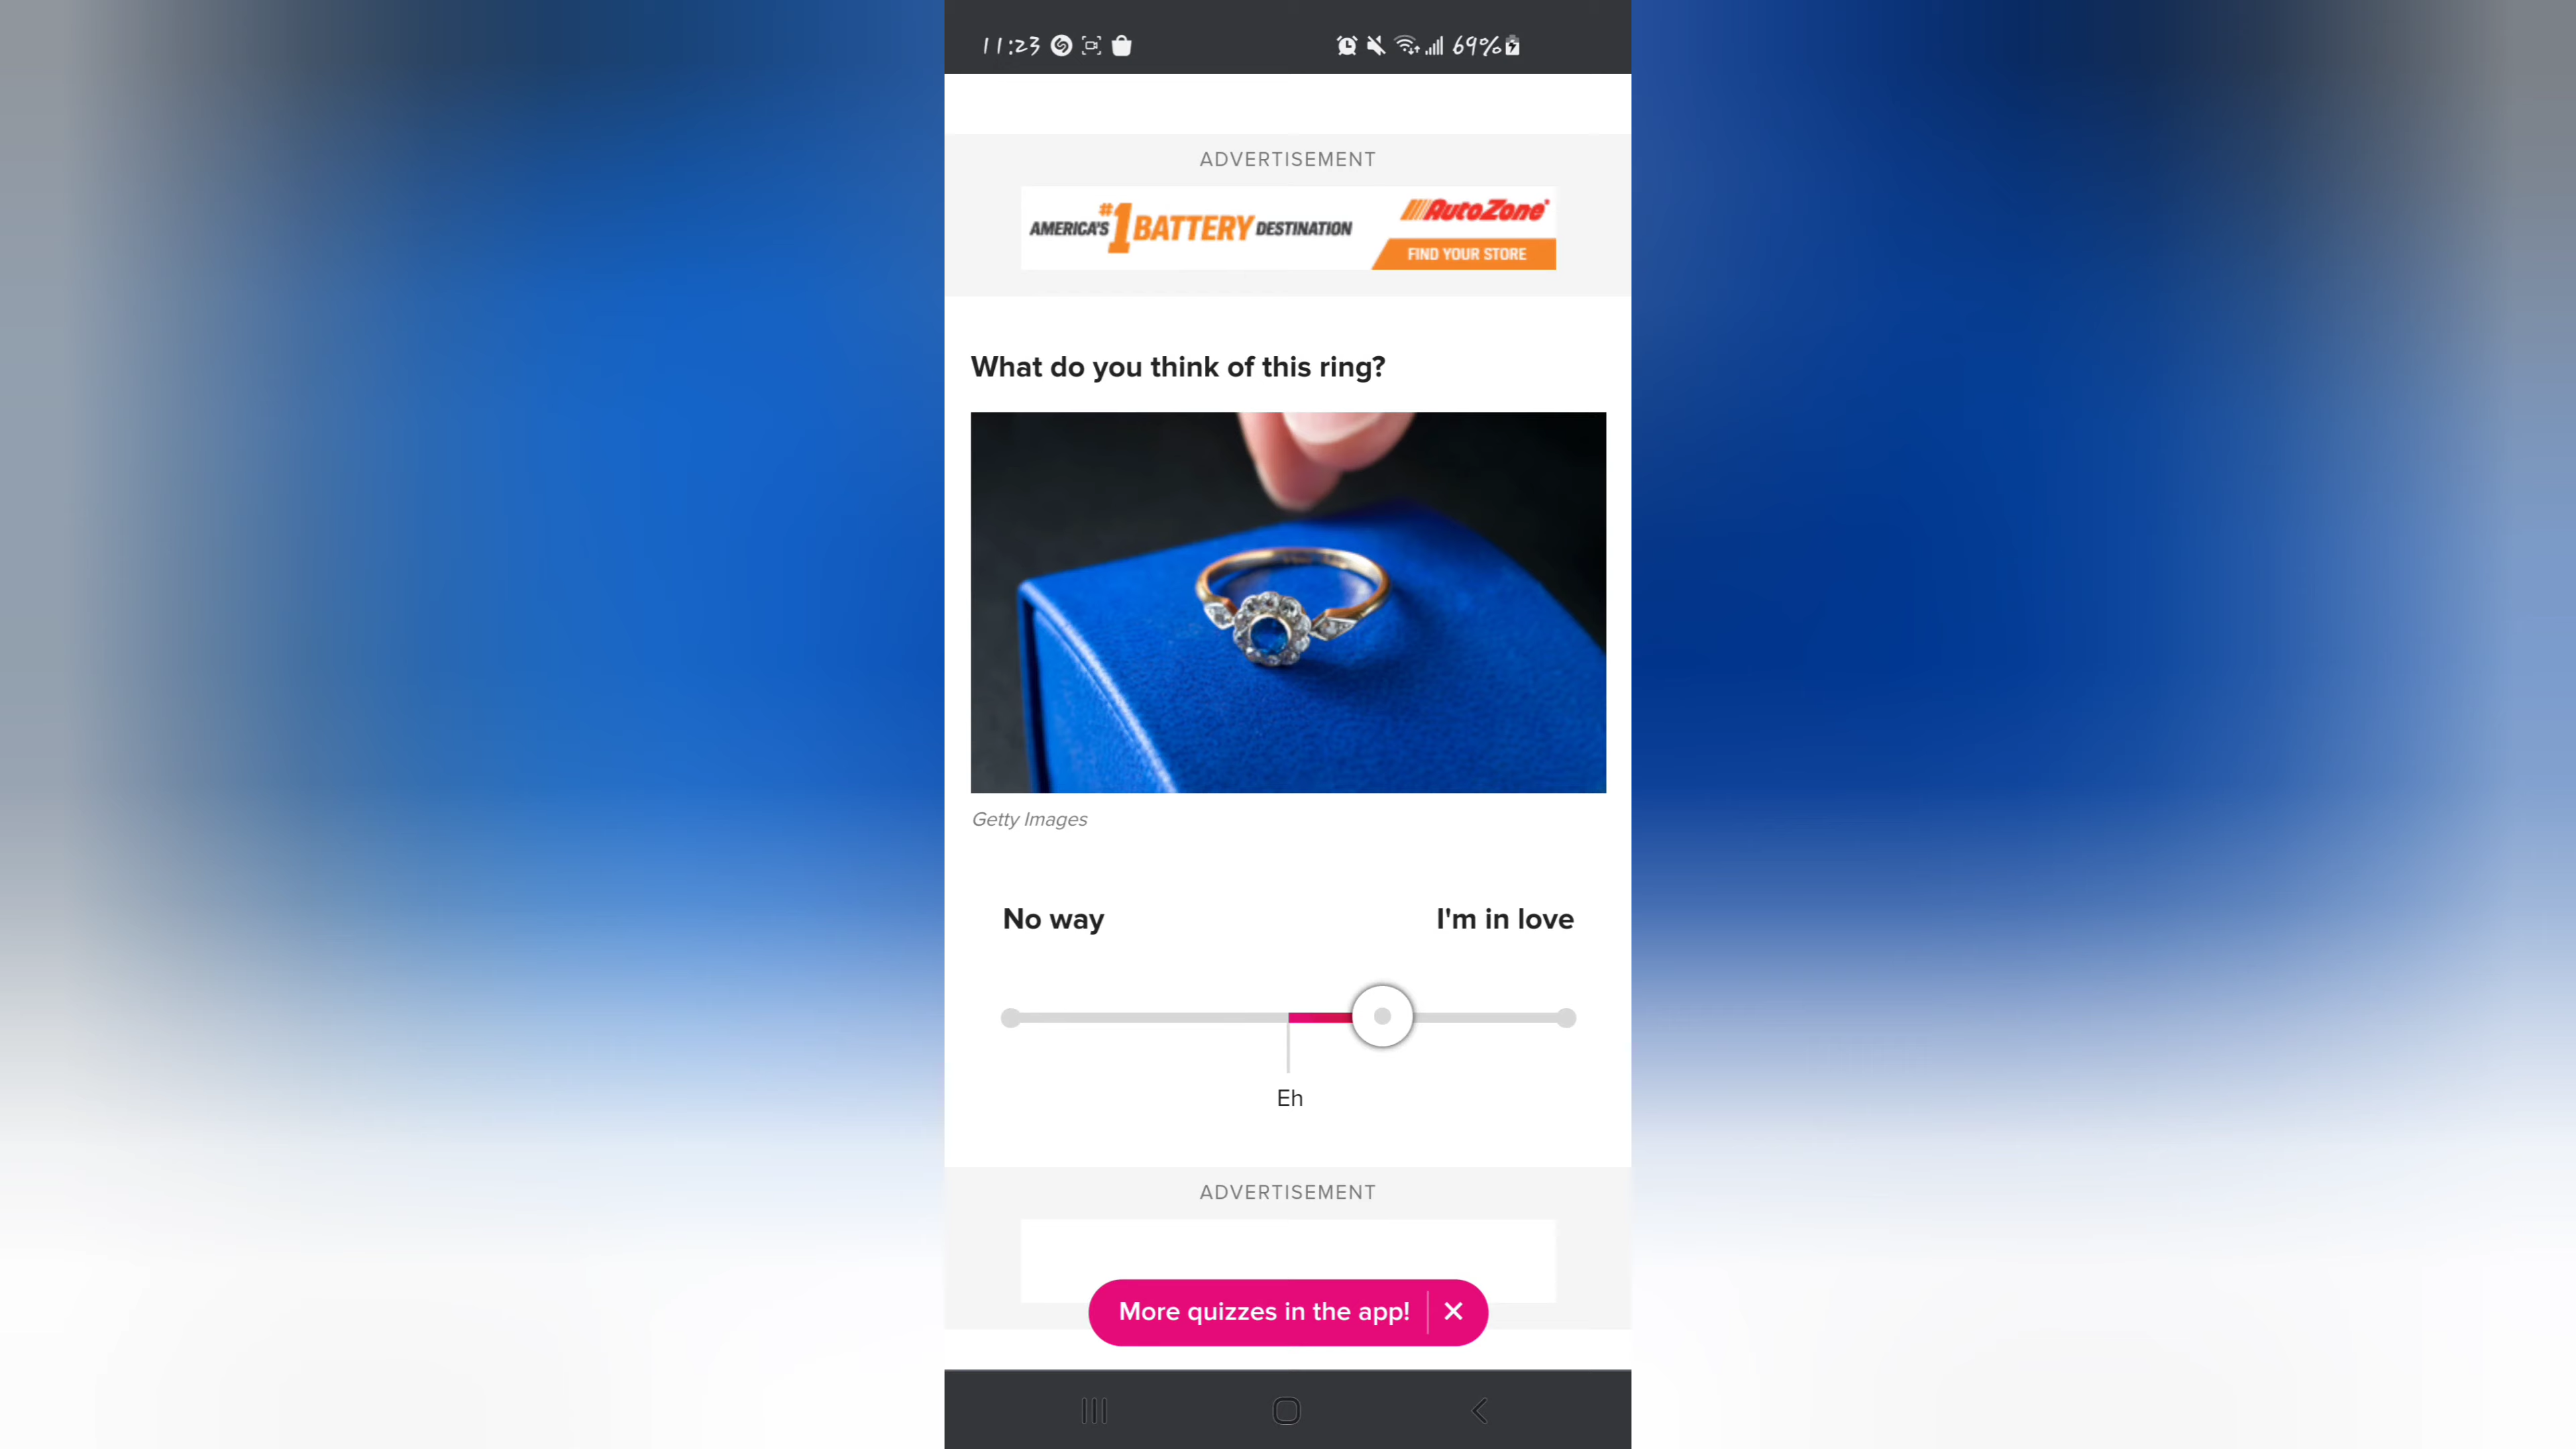 11:23 69%
ADVERTISEMENT
AMERICA'S #1 BATTERY DESTINATION
AutoZone
FIND YOUR STORE
What do you think of this ring?
Getty Images
No way I'm in love
Eh
ADVERTISEMENT
More quizzes in the app! ×